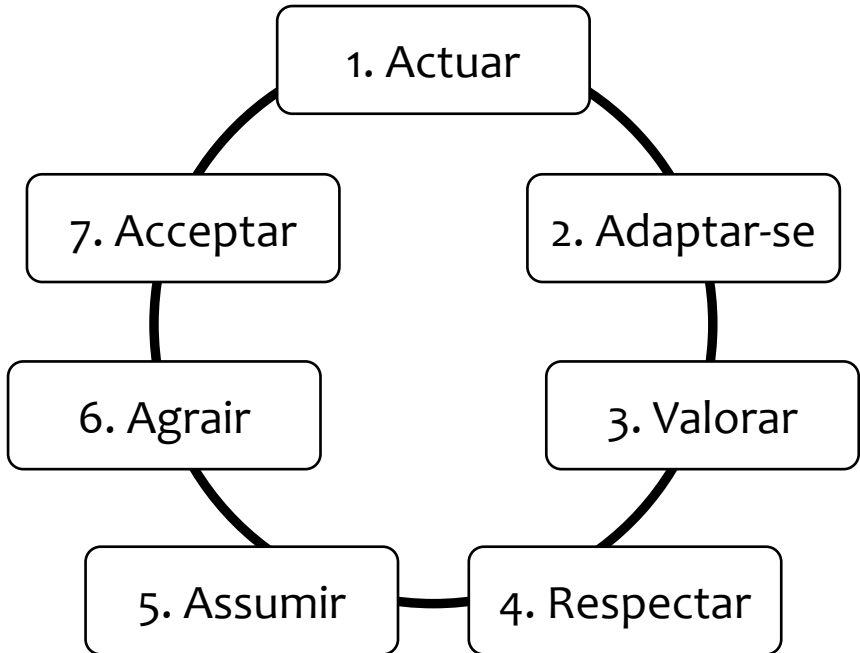 1. Actuar
2. Adaptar-se
3. Valorar
4. Respectar
5. Assumir
6. Agrair
7. Acceptar